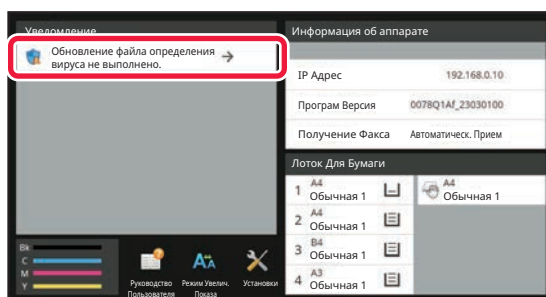 Уведомление
Обновление файла определения
вируса не выполнено.
Информация об аппарате
IP Адрес 192.168.0.10
Програм Версия 0078Q1Af_23030100
Получение Факса Автоматическ. Прием
Лоток Для Бумаги
1 A4 Обычная 1
A4 Обычная 1
2 A4 Обычная 1
3 B4 Обычная 1
4 A3 Обычная 1
Bk
C
M
Y
Руководство
Пользователя
Режим Увелич.
Показа
Установки